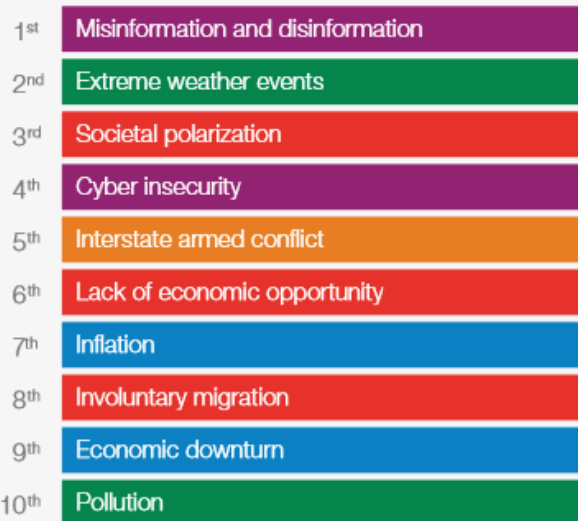 1st Misinformation and disinformation
2nd Extreme weather events
3rd Societal polarization
4th Cyber insecurity
5th Interstate armed conflict
6th Lack of economic opportunity
7th Inflation
8th Involuntary migration
9th Economic downturn
10th Pollution